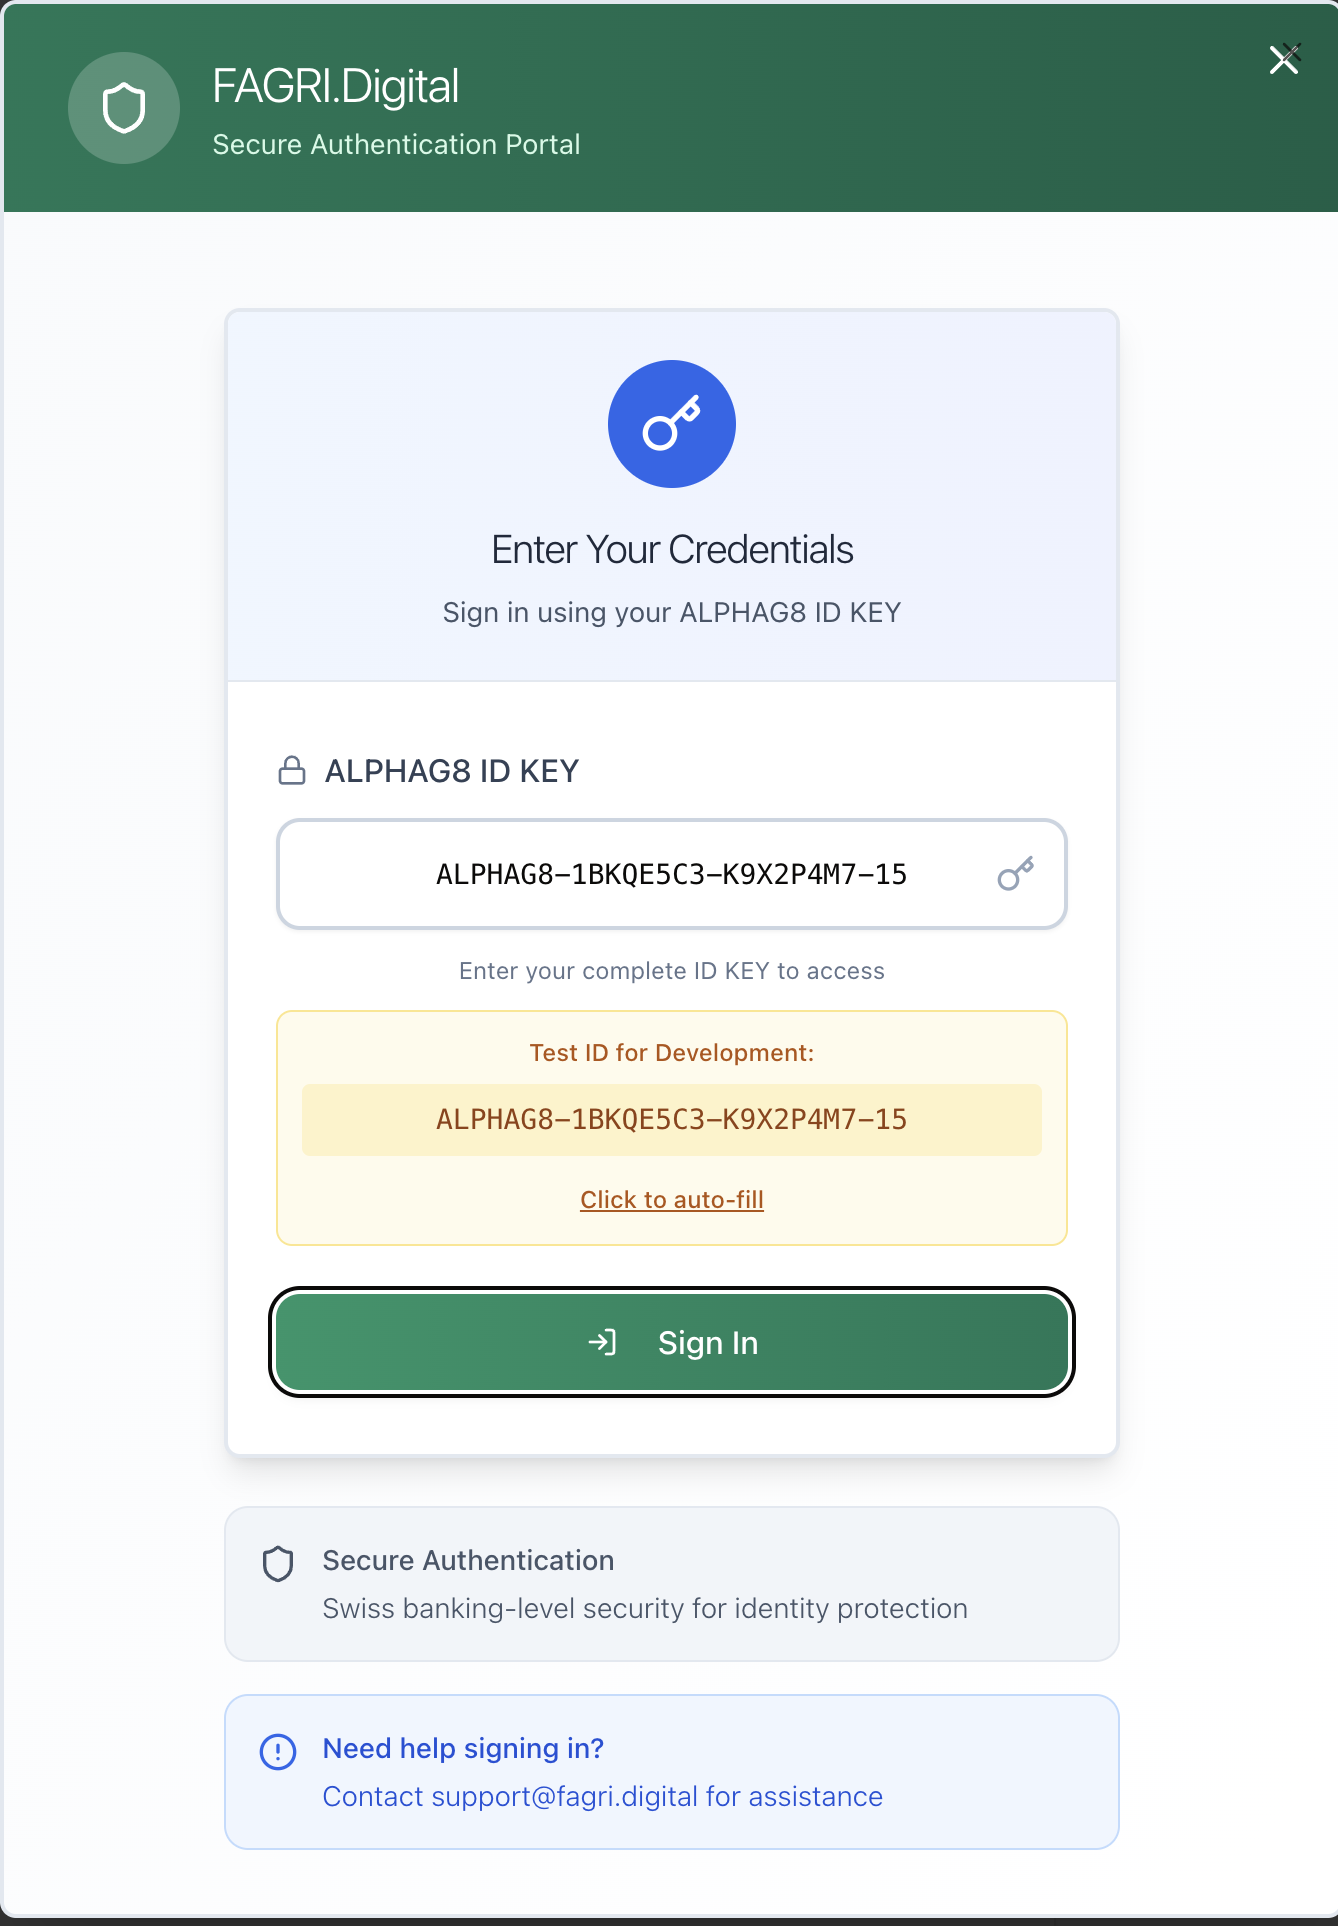 FAGRI.Digital
Secure Authentication Portal
Enter Your Credentials
Sign in using your ALPHAG8 ID KEY
ALPHAG8 ID KEY
ALPHAG8-1BKQE5C3-K9X2P4M7-15
Enter your complete ID KEY to access
Test ID for Development:
ALPHAG8-1BKQE5C3-K9X2P4M7-15
Click to auto-fill
Sign In
Secure Authentication
Swiss banking-level security for identity protection
Need help signing in?
Contact support@fagri.digital for assistance